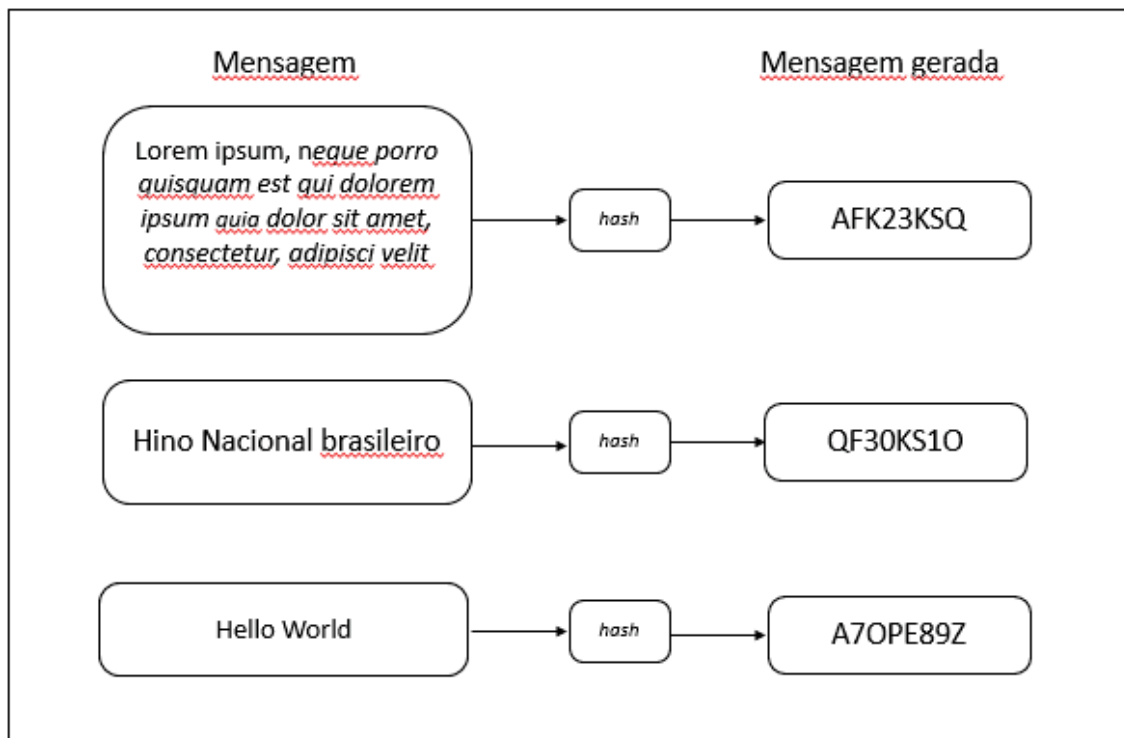 Mensagem
Mensagem gerada
Lorem ipsum, neque porro
quisquam est qui dolorem
ipsum quia dolor sit amet,
consectetur, adipisci velit
hash
AFK23KSQ
Hino Nacional brasileiro
hash
QF30KS1O
Hello World
hash
A7OPE89Z